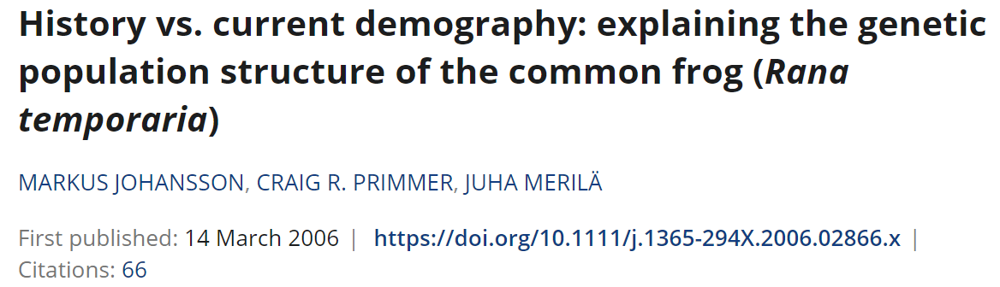 History vs. current demography: explaining the genetic
population structure of the common frog (Rana
temporaria)
MARKUS JOHANSSON, CRAIG R. PRIMMER, JUHA MERILÄ
First published: 14 March 2006 | https://doi.org/10.1111/j.1365-294X.2006.02866.x |
Citations: 66